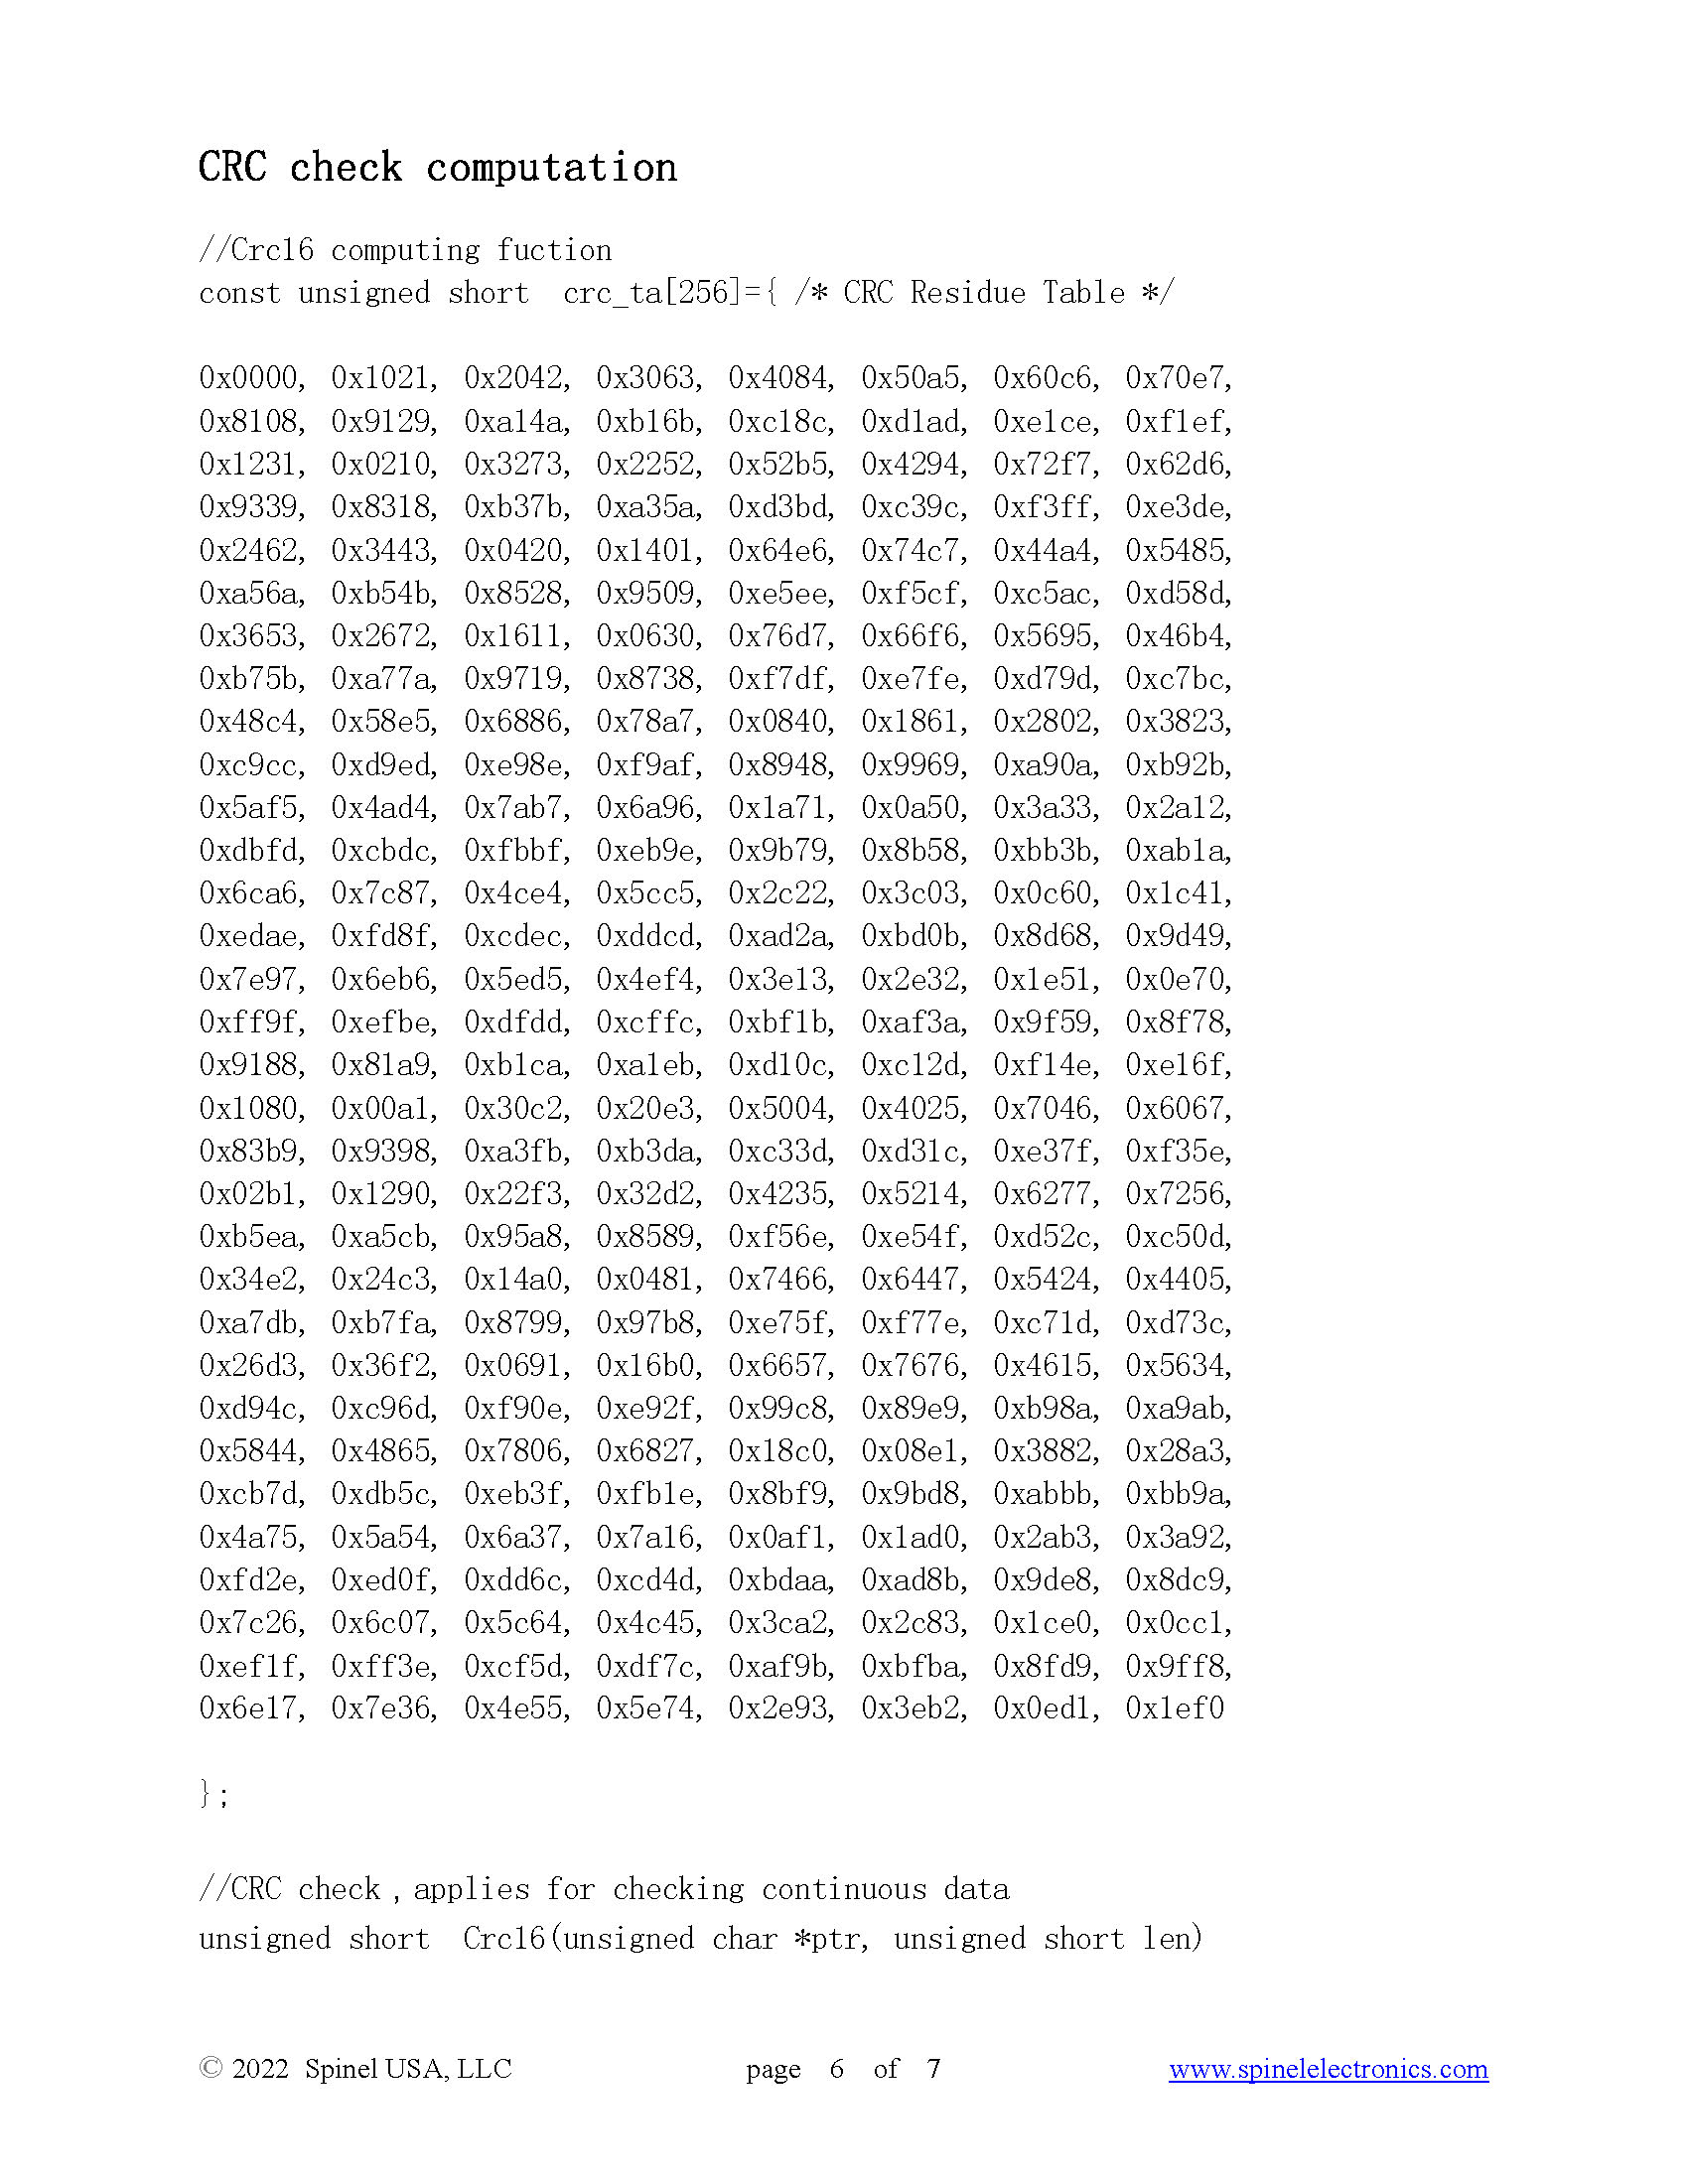 CRC check computation
//Crc16 computing fuction
const unsigned short  crc_ta[256]={ /* CRC Residue Table */
0x0000, 0x1021, 0x2042, 0x3063, 0x4084, 0x50a5, 0x60c6, 0x70e7,
0x8108, 0x9129, 0xa14a, 0xb16b, 0xc18c, 0xd1ad, 0xe1ce, 0xf1ef,
0x1231, 0x0210, 0x3273, 0x2252, 0x52b5, 0x4294, 0x72f7, 0x62d6,
0x9339, 0x8318, 0xb37b, 0xa35a, 0xd3bd, 0xc39c, 0xf3ff, 0xe3de,
0x2462, 0x3443, 0x0420, 0x1401, 0x64e6, 0x74c7, 0x44a4, 0x5485,
0xa56a, 0xb54b, 0x8528, 0x9509, 0xe5ee, 0xf5cf, 0xc5ac, 0xd58d,
0x3653, 0x2672, 0x1611, 0x0630, 0x76d7, 0x66f6, 0x5695, 0x46b4,
0xb75b, 0xa77a, 0x9719, 0x8738, 0xf7df, 0xe7fe, 0xd79d, 0xc7bc,
0x48c4, 0x58e5, 0x6886, 0x78a7, 0x0840, 0x1861, 0x2802, 0x3823,
0xc9cc, 0xd9ed, 0xe98e, 0xf9af, 0x8948, 0x9969, 0xa90a, 0xb92b,
0x5af5, 0x4ad4, 0x7ab7, 0x6a96, 0x1a71, 0x0a50, 0x3a33, 0x2a12,
0xdbfd, 0xcbdc, 0xfbbf, 0xeb9e, 0x9b79, 0x8b58, 0xbb3b, 0xab1a,
0x6ca6, 0x7c87, 0x4ce4, 0x5cc5, 0x2c22, 0x3c03, 0x0c60, 0x1c41,
0xedae, 0xfd8f, 0xcdec, 0xddcd, 0xad2a, 0xbd0b, 0x8d68, 0x9d49,
0x7e97, 0x6eb6, 0x5ed5, 0x4ef4, 0x3e13, 0x2e32, 0x1e51, 0x0e70,
0xff9f, 0xefbe, 0xdfdd, 0xcffc, 0xbf1b, 0xaf3a, 0x9f59, 0x8f78,
0x9188, 0x81a9, 0xb1ca, 0xa1eb, 0xd10c, 0xc12d, 0xf14e, 0xe16f,
0x1080, 0x00a1, 0x30c2, 0x20e3, 0x5004, 0x4025, 0x7046, 0x6067,
0x83b9, 0x9398, 0xa3fb, 0xb3da, 0xc33d, 0xd31c, 0xe37f, 0xf35e,
0x02b1, 0x1290, 0x22f3, 0x32d2, 0x4235, 0x5214, 0x6277, 0x7256,
0xb5ea, 0xa5cb, 0x95a8, 0x8589, 0xf56e, 0xe54f, 0xd52c, 0xc50d,
0x34e2, 0x24c3, 0x14a0, 0x0481, 0x7466, 0x6447, 0x5424, 0x4405,
0xa7db, 0xb7fa, 0x8799, 0x97b8, 0xe75f, 0xf77e, 0xc71d, 0xd73c,
0x26d3, 0x36f2, 0x0691, 0x16b0, 0x6657, 0x7676, 0x4615, 0x5634,
0xd94c, 0xc96d, 0xf90e, 0xe92f, 0x99c8, 0x89e9, 0xb98a, 0xa9ab,
0x5844, 0x4865, 0x7806, 0x6827, 0x18c0, 0x08e1, 0x3882, 0x28a3,
0xcb7d, 0xdb5c, 0xeb3f, 0xfb1e, 0x8bf9, 0x9bd8, 0xabbb, 0xbb9a,
0x4a75, 0x5a54, 0x6a37, 0x7a16, 0x0af1, 0x1ad0, 0x2ab3, 0x3a92,
0xfd2e, 0xed0f, 0xdd6c, 0xcd4d, 0xbdaa, 0xad8b, 0x9de8, 0x8dc9,
0x7c26, 0x6c07, 0x5c64, 0x4c45, 0x3ca2, 0x2c83, 0x1ce0, 0x0cc1,
0xef1f, 0xff3e, 0xcf5d, 0xdf7c, 0xaf9b, 0xbfba, 0x8fd9, 0x9ff8,
0x6e17, 0x7e36, 0x4e55, 0x5e74, 0x2e93, 0x3eb2, 0x0ed1, 0x1ef0
};
//CRC check , applies for checking continuous data
unsigned short  Crc16(unsigned char *ptr, unsigned short len)
© 2022  Spinel USA, LLC page 6 of 7 www.spinelelectronics.com